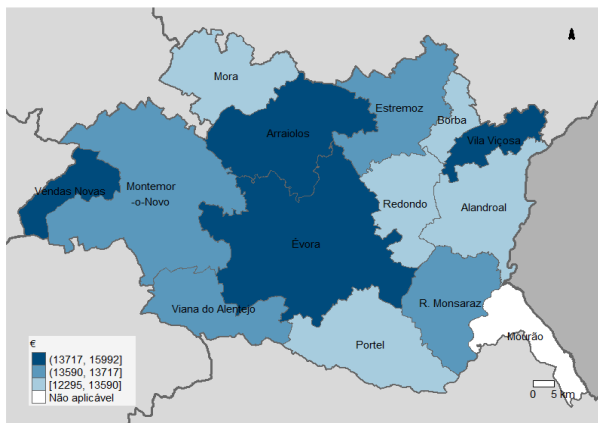 Mora
Estremoz
Borba
Arraiolos
Vila Viçosa
Vendas Novas
Montemor
-o-Novo
Redondo
Alandroal
Évora
Viana do Alentejo
R. Monsaraz
Mourão
Portel
€
(13717, 15992]
(13590, 13717]
[12295, 13590]
Não aplicável
0 5 km